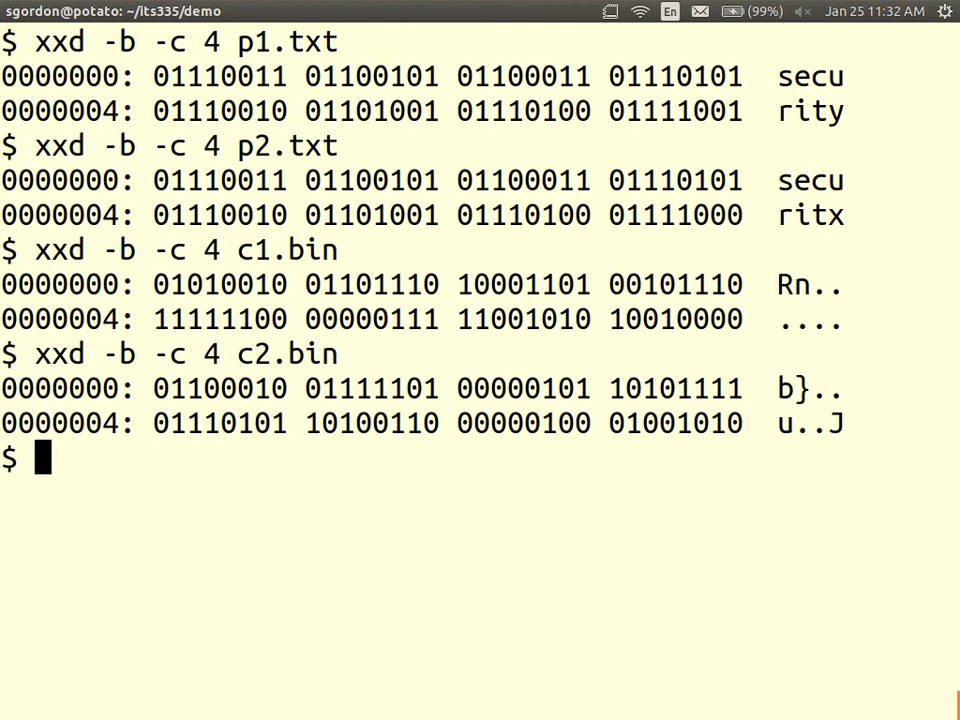 sgordon@potato: ~/its335/demo En (99%) Jan 25 11:32 AM
$ xxd -b -c 4 p1.txt
0000000: 01110011 01100101 01100011 01110101 secu
0000004: 01110010 01101001 01110100 01111001 rity
$ xxd -b -c 4 p2.txt
0000000: 01110011 01100101 01100011 01110101 secu
0000004: 01110010 01101001 01110100 01111000 ritx
$ xxd -b -c 4 c1.bin
0000000: 01010010 01101110 10001101 00101110 Rn..
0000004: 11111100 00000111 11001010 10010000 ....
$ xxd -b -c 4 c2.bin
0000000: 01100010 01111101 00000101 10101111 b}..
0000004: 01110101 10100110 00000100 01001010 u..J
$